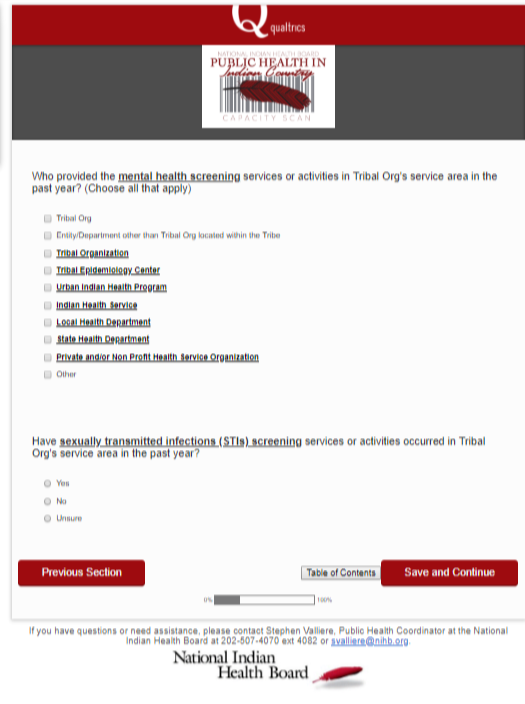 qualtrics
NATIONAL INDIAN HEALTH BOARD
PUBLIC HEALTH IN
Indian Country
CAPACITY SCAN
Who provided the mental health screening services or activities in Tribal Org's service area in the
past year? (Choose all that apply)
Tribal Org
Entity/Department other than Tribal Org located within the Tribe
Tribal Organization
Tribal Epidemiology Center
Urban Indian Health Program
Indian Health Service
Local Health Department
State Health Department
Private and/or Non Profit Health Service Organization
Other
Have sexually transmitted infections (STIs) screening services or activities occurred in Tribal
Org's service area in the past year?
Yes
No
Unsure
Previous Section
Table of Contents
Save and Continue
0%
100%
If you have questions or need assistance, please contact Stephen Valliere, Public Health Coordinator at the National
Indian Health Board at 202-507-4070 ext 4082 or svalliere@nihb.org.
National Indian
Health Board